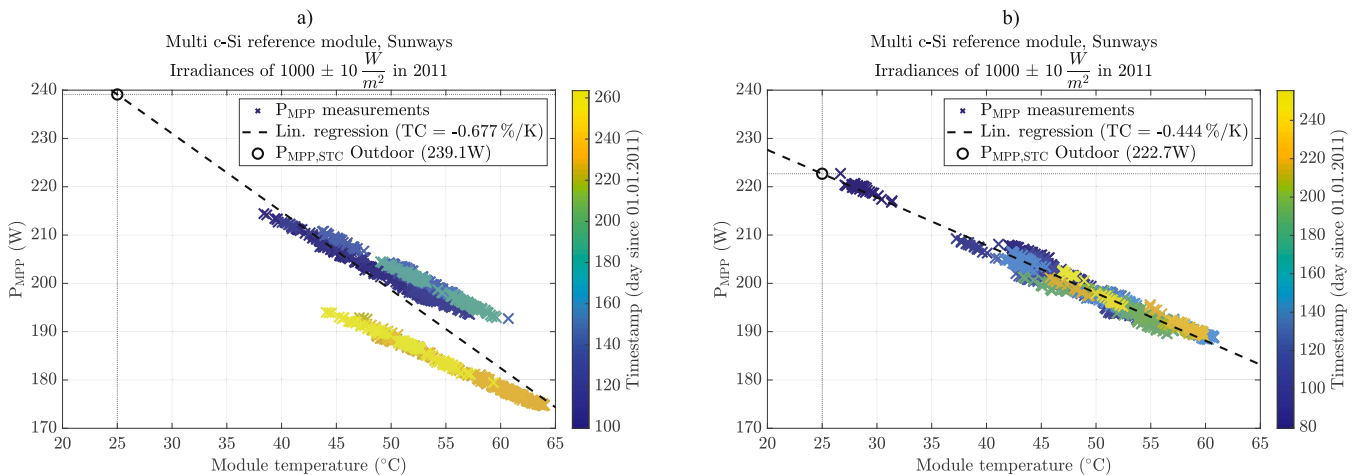 a)
Multi c-Si reference module, Sunways
Irradiances of 1000 ± 10 W/m² in 2011
240
230
220
210
200
190
180
170
P_MPP (W)
× P_MPP measurements
Lin. regression (TC = -0.677 %/K)
P_MPP,STC Outdoor (239.1W)
20 25 30 35 40 45 50 55 60 65
Module temperature (°C)
260
240
220
200
180
160
140
120
100
Timestamp (day since 01.01.2011)
b)
Multi c-Si reference module, Sunways
Irradiances of 1000 ± 10 W/m² in 2011
240
230
220
210
200
190
180
170
P_MPP (W)
× P_MPP measurements
Lin. regression (TC = -0.444 %/K)
P_MPP,STC Outdoor (222.7W)
20 25 30 35 40 45 50 55 60 65
Module temperature (°C)
240
220
200
180
160
140
120
100
80
Timestamp (day since 01.01.2011)